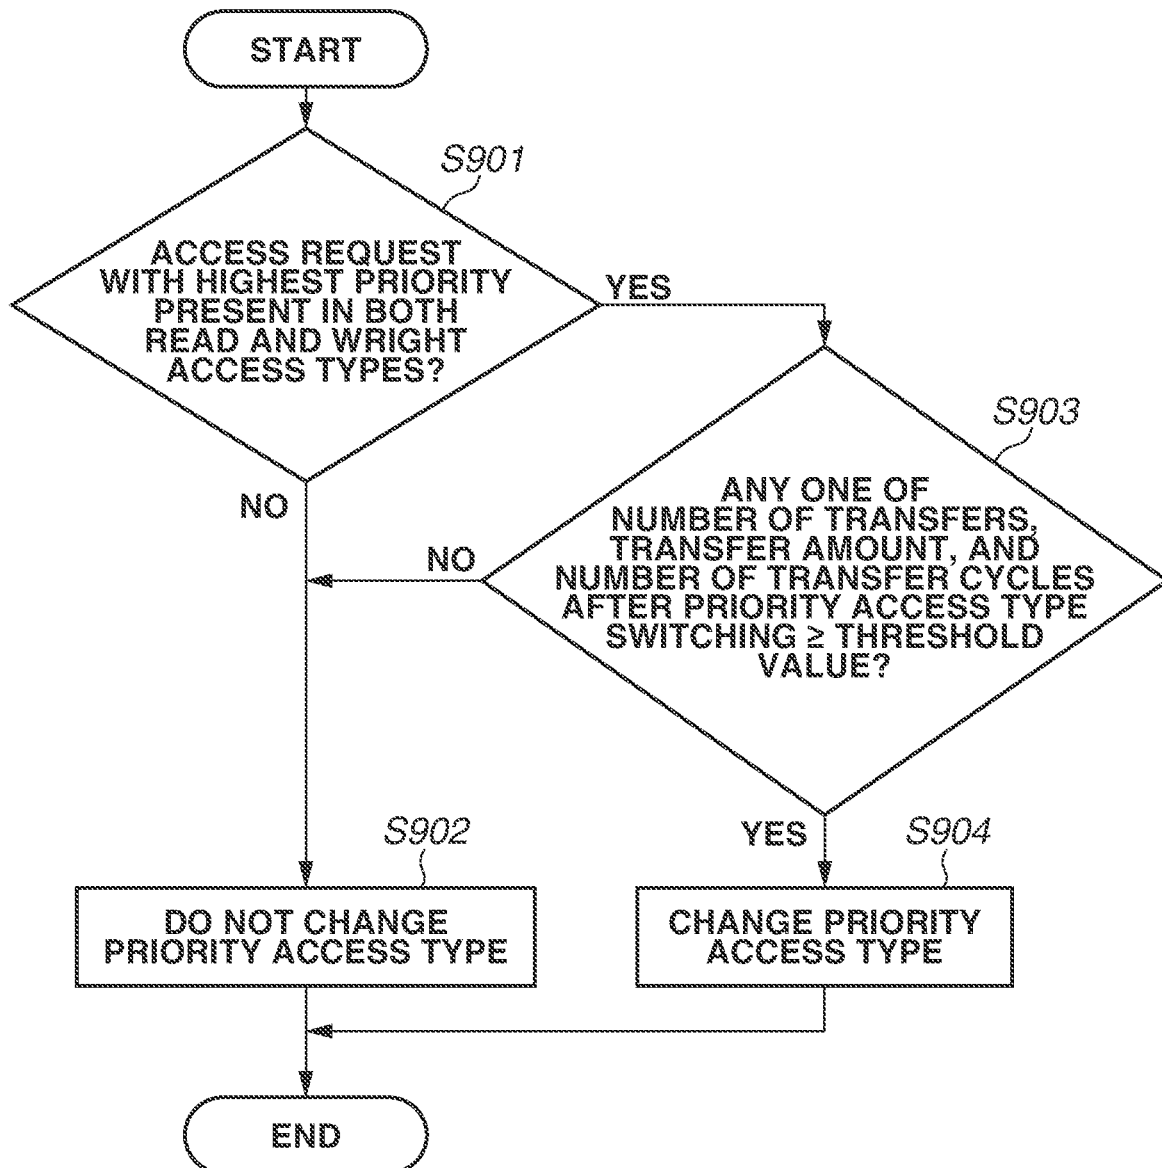 START
S901
ACCESS REQUEST
WITH HIGHEST PRIORITY
PRESENT IN BOTH
READ AND WRIGHT
ACCESS TYPES?
YES
NO
S903
ANY ONE OF
NUMBER OF TRANSFERS,
TRANSFER AMOUNT, AND
NUMBER OF TRANSFER CYCLES
AFTER PRIORITY ACCESS TYPE
SWITCHING ≥ THRESHOLD
VALUE?
NO
YES
S902
DO NOT CHANGE
PRIORITY ACCESS TYPE
S904
CHANGE PRIORITY
ACCESS TYPE
END